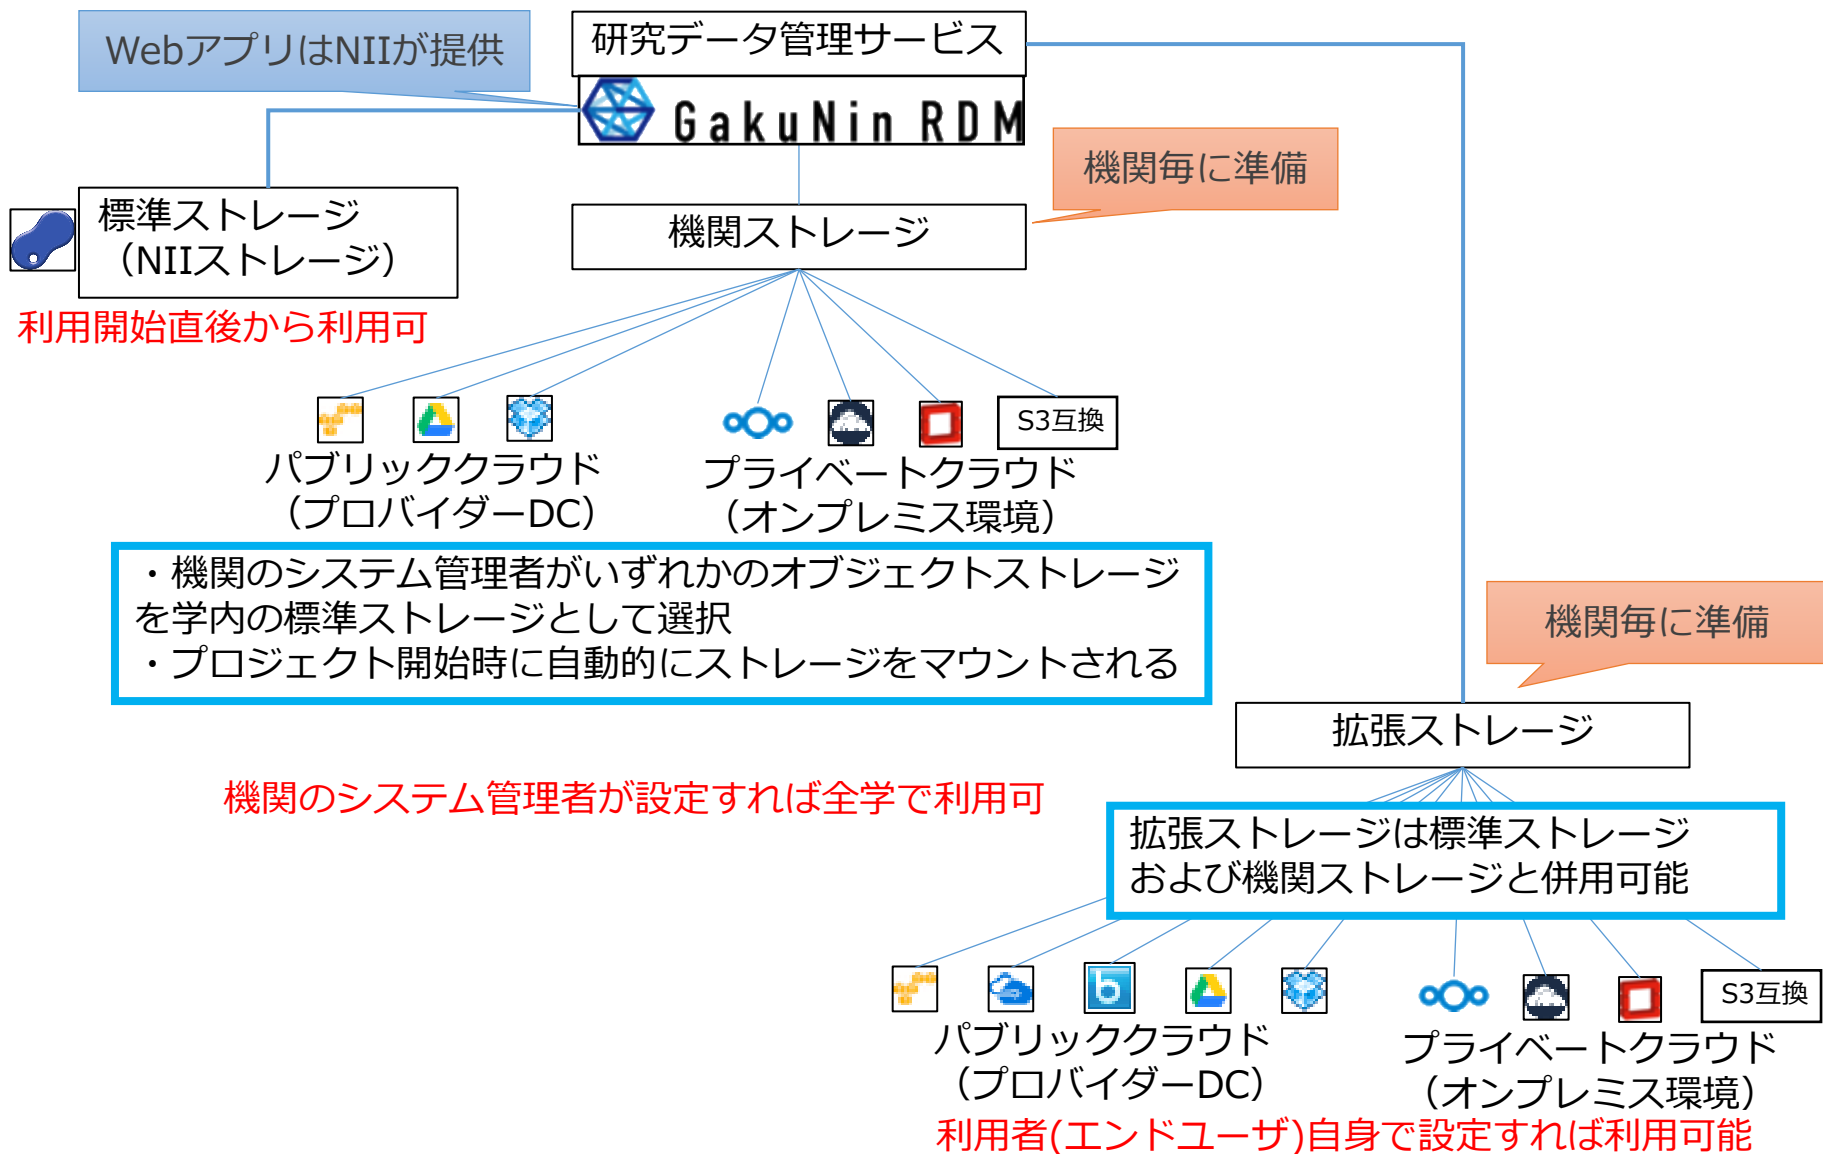 WebアプリはNIIが提供
研究データ管理サービス
GakuNin RDM
機関毎に準備
標準ストレージ
（NIIストレージ）
利用開始直後から利用可
機関ストレージ
S3互換
パブリッククラウド
（プロバイダーDC）
プライベートクラウド
（オンプレミス環境）
・機関のシステム管理者がいずれかのオブジェクトストレージ
を学内の標準ストレージとして選択
・プロジェクト開始時に自動的にストレージをマウントされる
機関毎に準備
拡張ストレージ
機関のシステム管理者が設定すれば全学で利用可
拡張ストレージは標準ストレージ
および機関ストレージと併用可能
S3互換
パブリッククラウド
（プロバイダーDC）
プライベートクラウド
（オンプレミス環境）
利用者(エンドユーザ)自身で設定すれば利用可能